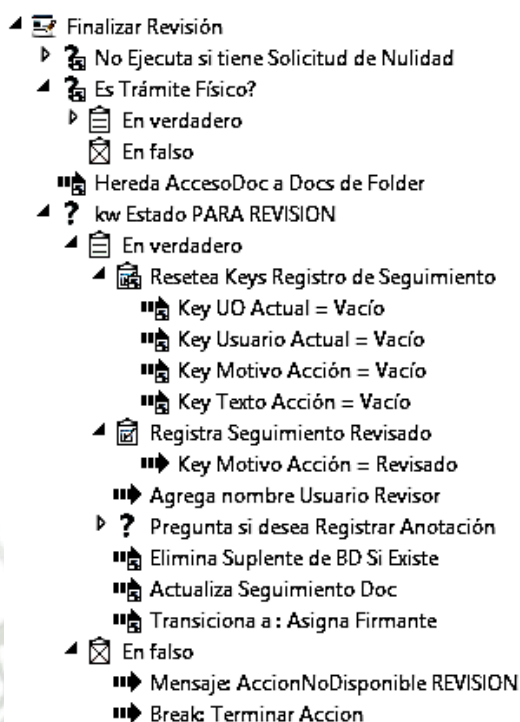 Finalizar Revisión
No Ejecuta si tiene Solicitud de Nulidad
Es Trámite Físico?
En verdadero
En falso
Hereda AccesoDoc a Docs de Folder
kw Estado PARA REVISION
En verdadero
Resetea Keys Registro de Seguimiento
Key UO Actual = Vacío
Key Usuario Actual = Vacío
Key Motivo Acción = Vacío
Key Texto Acción = Vacío
Registra Seguimiento Revisado
Key Motivo Acción = Revisado
Agrega nombre Usuario Revisor
Pregunta si desea Registrar Anotación
Elimina Suplente de BD Si Existe
Actualiza Seguimiento Doc
Transiciona a : Asigna Firmante
En falso
Mensaje: AccionNoDisponible REVISION
Break: Terminar Accion